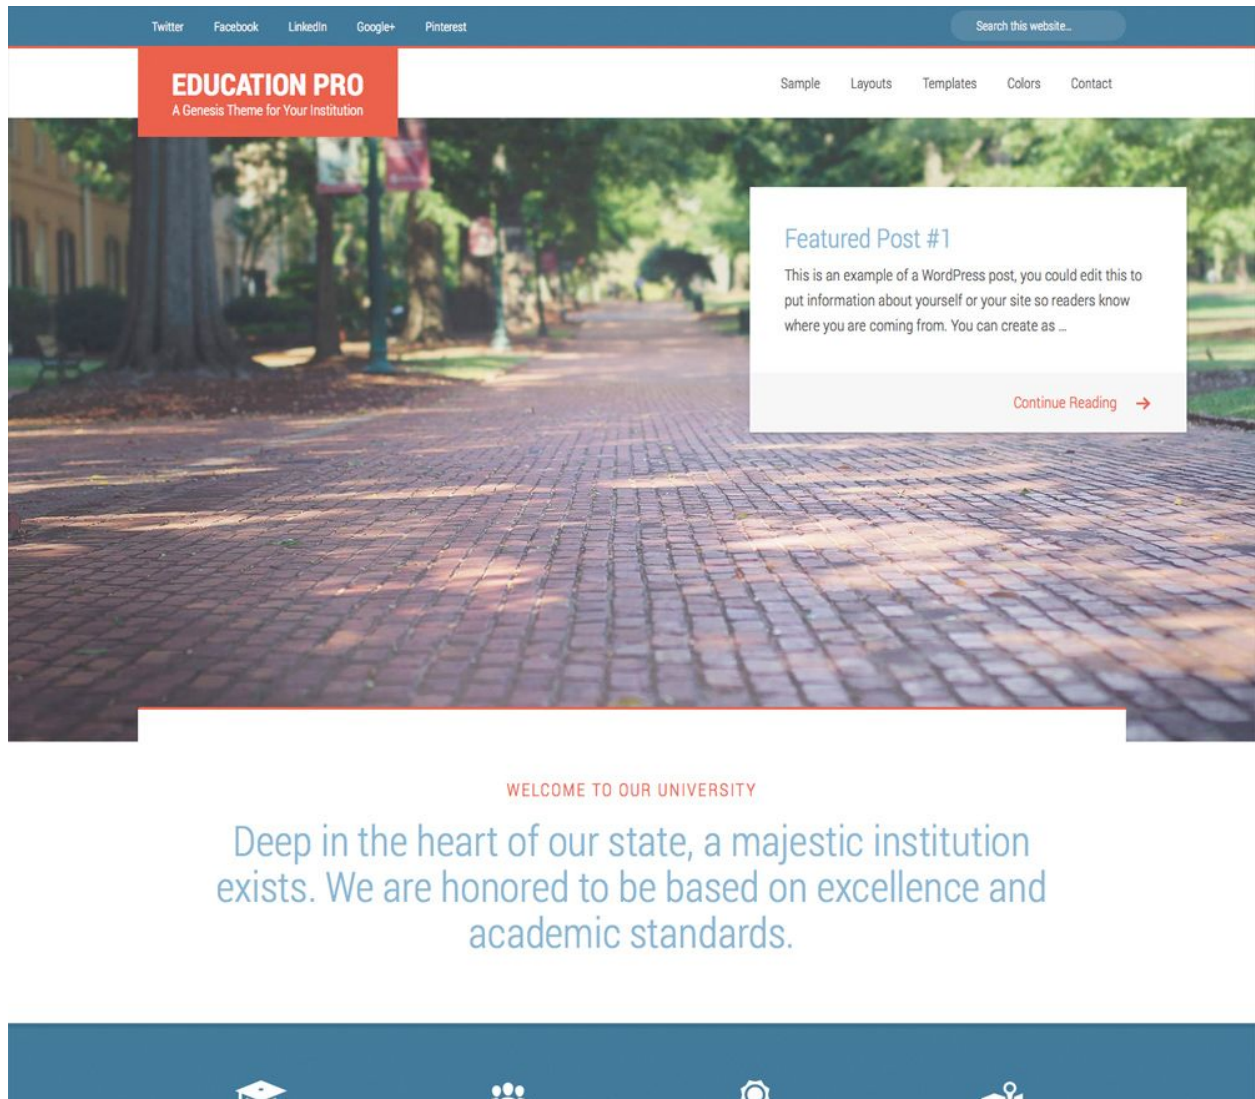 Twitter Facebook LinkedIn Google+ Pinterest Search this website...
EDUCATION PRO
A Genesis Theme for Your Institution
Sample Layouts Templates Colors Contact
Featured Post #1
This is an example of a WordPress post, you could edit this to
put information about yourself or your site so readers know
where you are coming from. You can create as ...
Continue Reading →
WELCOME TO OUR UNIVERSITY
Deep in the heart of our state, a majestic institution
exists. We are honored to be based on excellence and
academic standards.